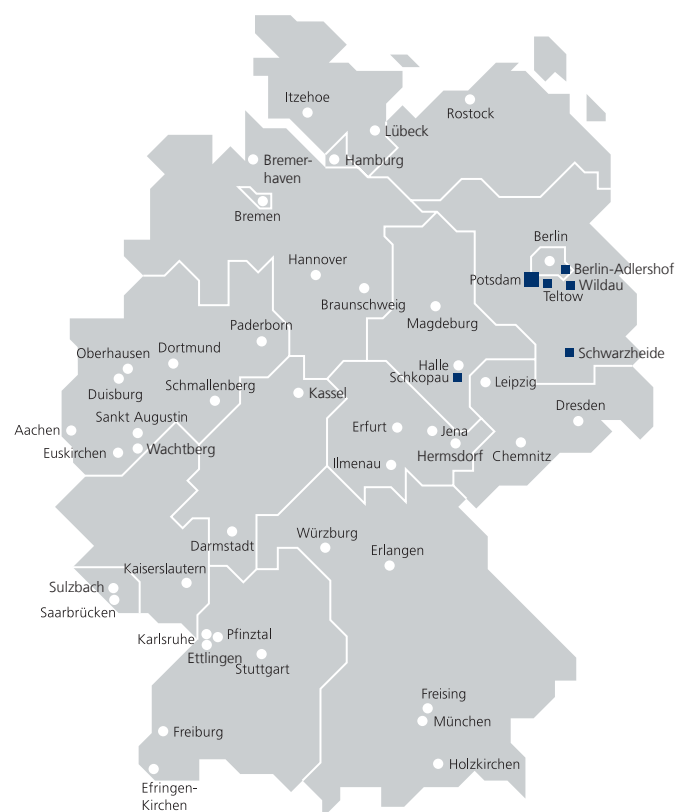 Itzehoe
Rostock
Lübeck
Bremer-
haven
Hamburg
Bremen
Berlin
Hannover
Berlin-Adlershof
Potsdam
Wildau
Teltow
Braunschweig
Magdeburg
Paderborn
Oberhausen
Dortmund
Schwarzheide
Halle
Schkopau
Leipzig
Duisburg
Schmallenberg
Kassel
Dresden
Sankt Augustin
Aachen
Erfurt
Jena
Euskirchen
Wachtberg
Hermsdorf
Chemnitz
Ilmenau
Würzburg
Darmstadt
Erlangen
Kaiserslautern
Sulzbach
Saarbrücken
Karlsruhe
Pfinztal
Ettlingen
Stuttgart
Freising
München
Freiburg
Holzkirchen
Efringen-
Kirchen